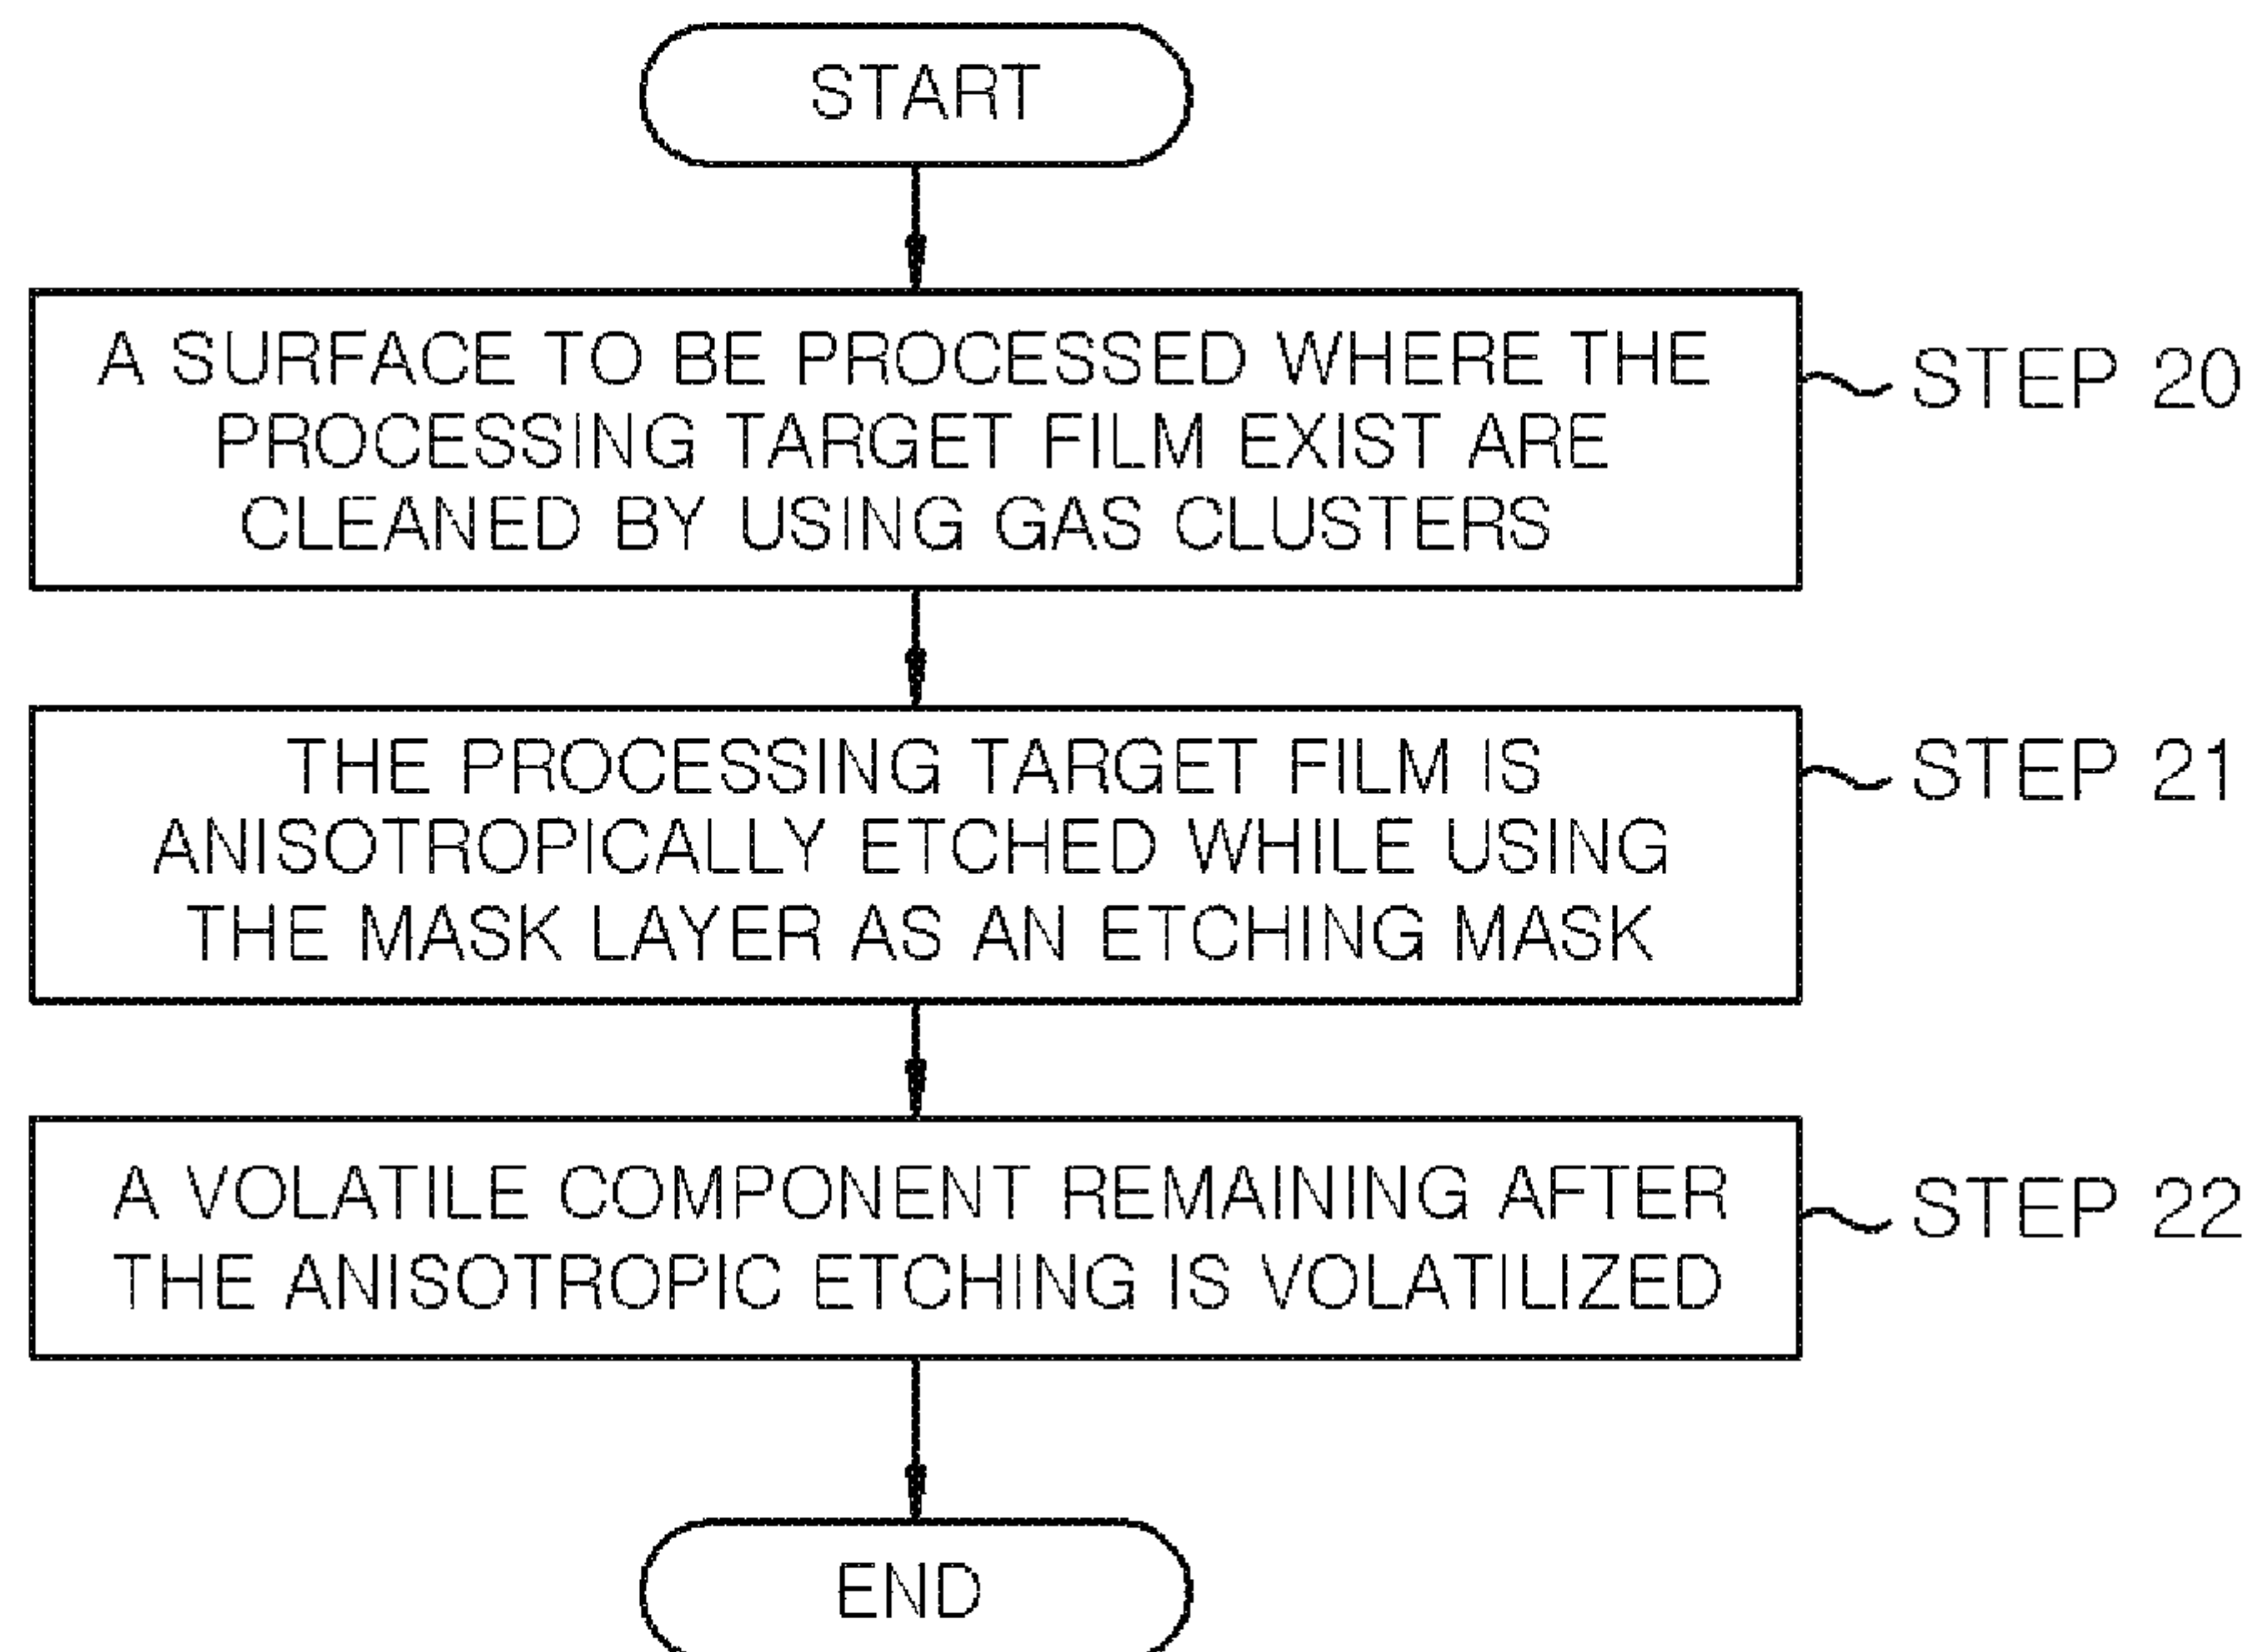 START
A SURFACE TO BE PROCESSED WHERE THE
PROCESSING TARGET FILM EXIST ARE
CLEANED BY USING GAS CLUSTERS
STEP 20
THE PROCESSING TARGET FILM IS
ANISOTROPICALLY ETCHED WHILE USING
THE MASK LAYER AS AN ETCHING MASK
STEP 21
A VOLATILE COMPONENT REMAINING AFTER
THE ANISOTROPIC ETCHING IS VOLATILIZED
STEP 22
END